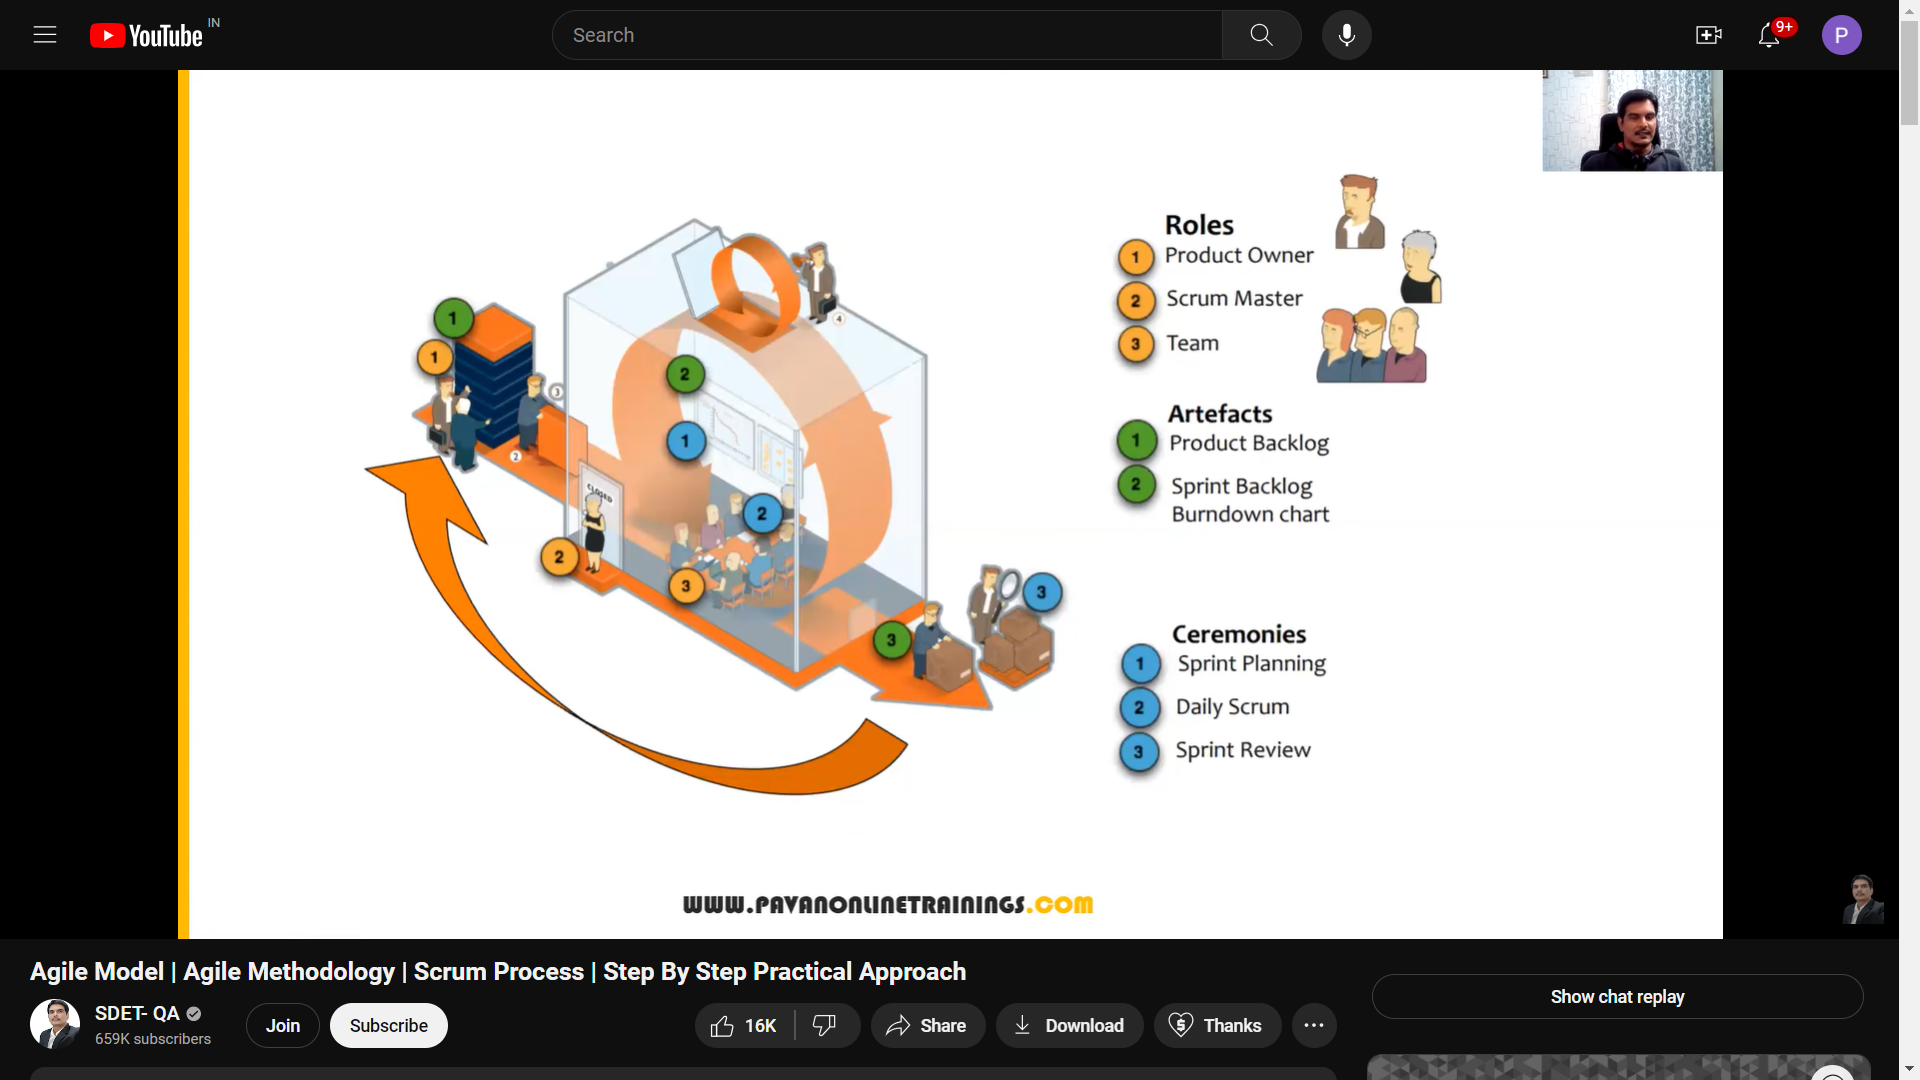 YouTube IN
Search
9+
P
Roles
1 Product Owner
2 Scrum Master
3 Team
Artefacts
1 Product Backlog
2 Sprint Backlog
Burndown chart
Ceremonies
1 Sprint Planning
2 Daily Scrum
3 Sprint Review
1
1
3
2
4
2
1
CLOSED
2
2
3
3
3
WWW.PAVANONLINETRAININGS.COM
Agile Model | Agile Methodology | Scrum Process | Step By Step Practical Approach
SDET- QA
659K subscribers
Join
Subscribe
16K
Share
Download
Thanks
Show chat replay